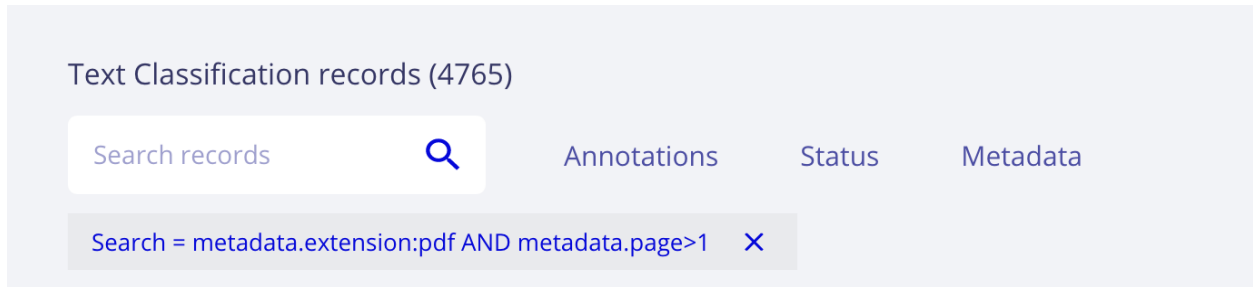 Text Classification records (4765)
Search records
Annotations
Status
Metadata
Search = metadata.extension:pdf AND metadata.page>1